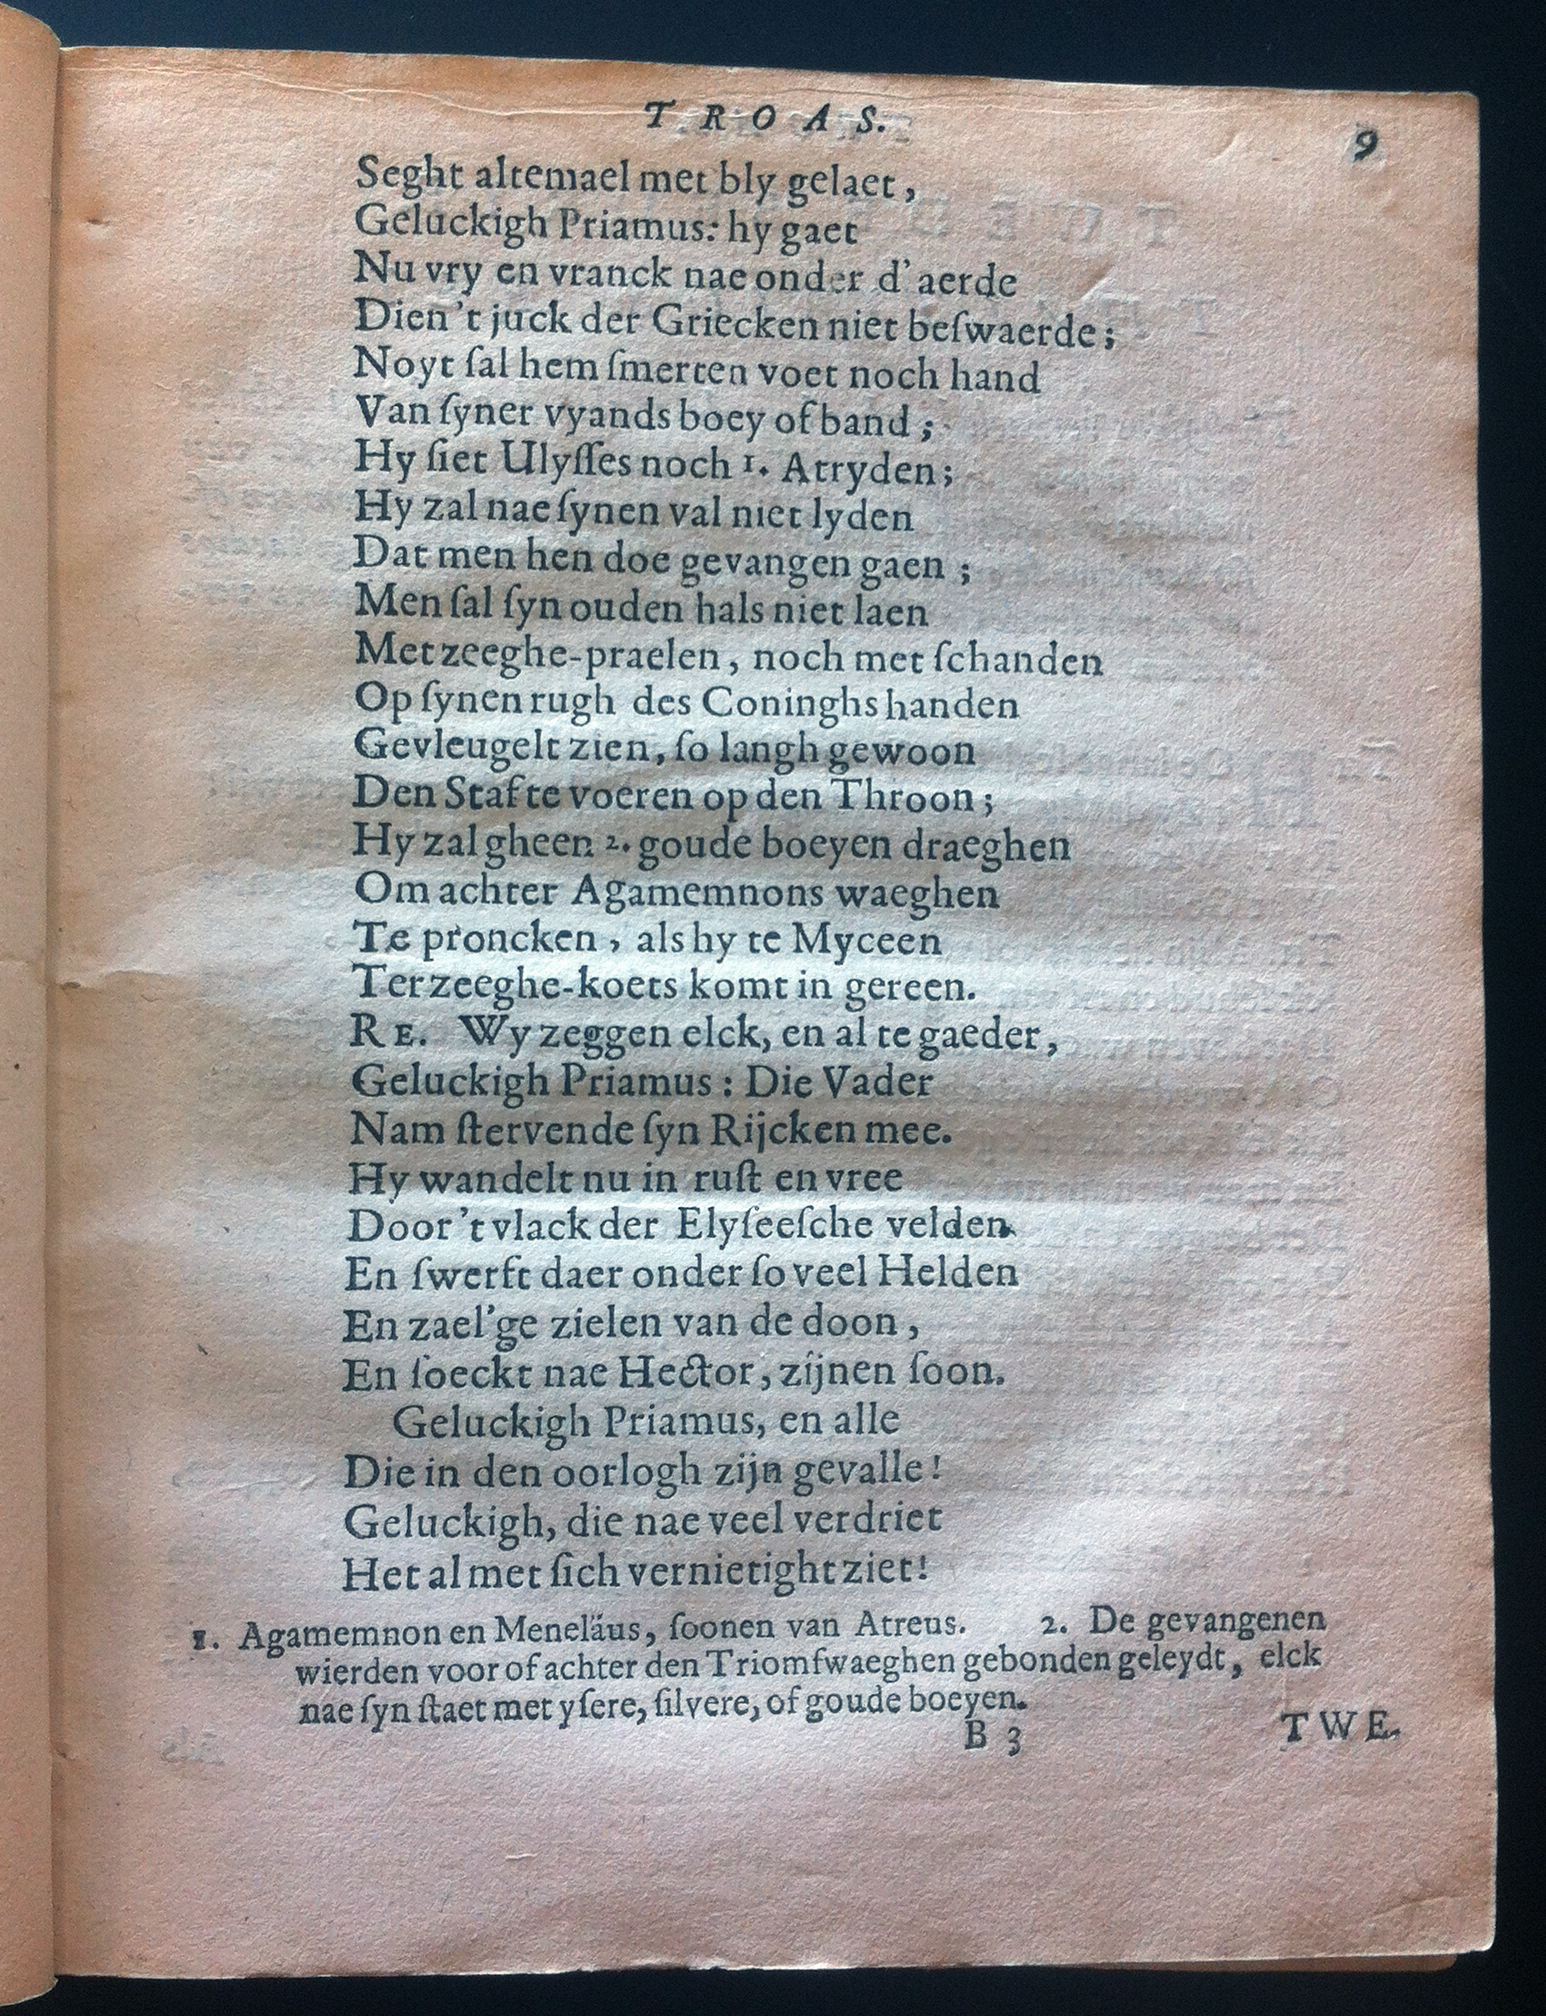 TROAS.
9
Seght altemael met bly gelaet,
Geluckigh Priamus: hy gaet
Nu vry en vranck nae onder d'aerde
Dien 't juck der Griecken niet beſwaerde;
Noyt ſal hem ſmerten voet noch hand
Van ſyner vyands boey of band;
Hy ſiet Ulyſſes noch 1. Atryden;
Hy zal nae ſynen val niet lyden
Dat men hen doe gevangen gaen;
Men ſal ſyn ouden hals niet laen
Met zeeghe-praelen, noch met ſchanden
Op ſynen rugh des Coninghs handen
Gevleugelt zien, ſo langh gewoon
Den Staf te voeren op den Throon;
Hy zal gheen 2. goude boeyen draeghen
Om achter Agamemnons waeghen
Te proncken, als hy te Myceen
Ter zeeghe-koets komt in gereen.
RE. Wy zeggen elck, en al te gaeder,
Geluckigh Priamus: Die Vader
Nam ſtervende ſyn Rijcken mee.
Hy wandelt nu in ruſt en vree
Door 't vlack der Elyſeeſche velden
En ſwerft daer onder ſo veel Helden
En zael'ge zielen van de doon,
En ſoeckt nae Hector, zijnen ſoon.
Geluckigh Priamus, en alle
Die in den oorlogh zijn gevalle!
Geluckigh, die nae veel verdriet
Het al met ſich vernietight ziet!
1. Agamemnon en Meneläus, ſoonen van Atreus. 2. De gevangenen
wierden voor of achter den Triomfwaeghen gebonden geleydt, elck
nae ſyn ſtaet met yſere, ſilvere, of goude boeyen.
B 3 TWE.